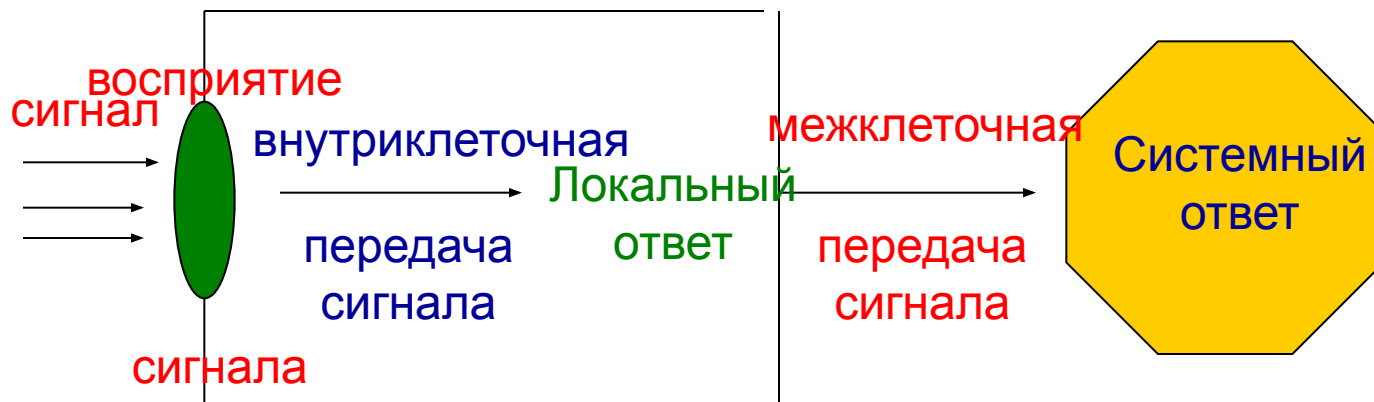 сигнал
восприятие
сигнала
внутриклеточная
передача
сигнала
Локальный
ответ
межклеточная
передача
сигнала
Системный
ответ